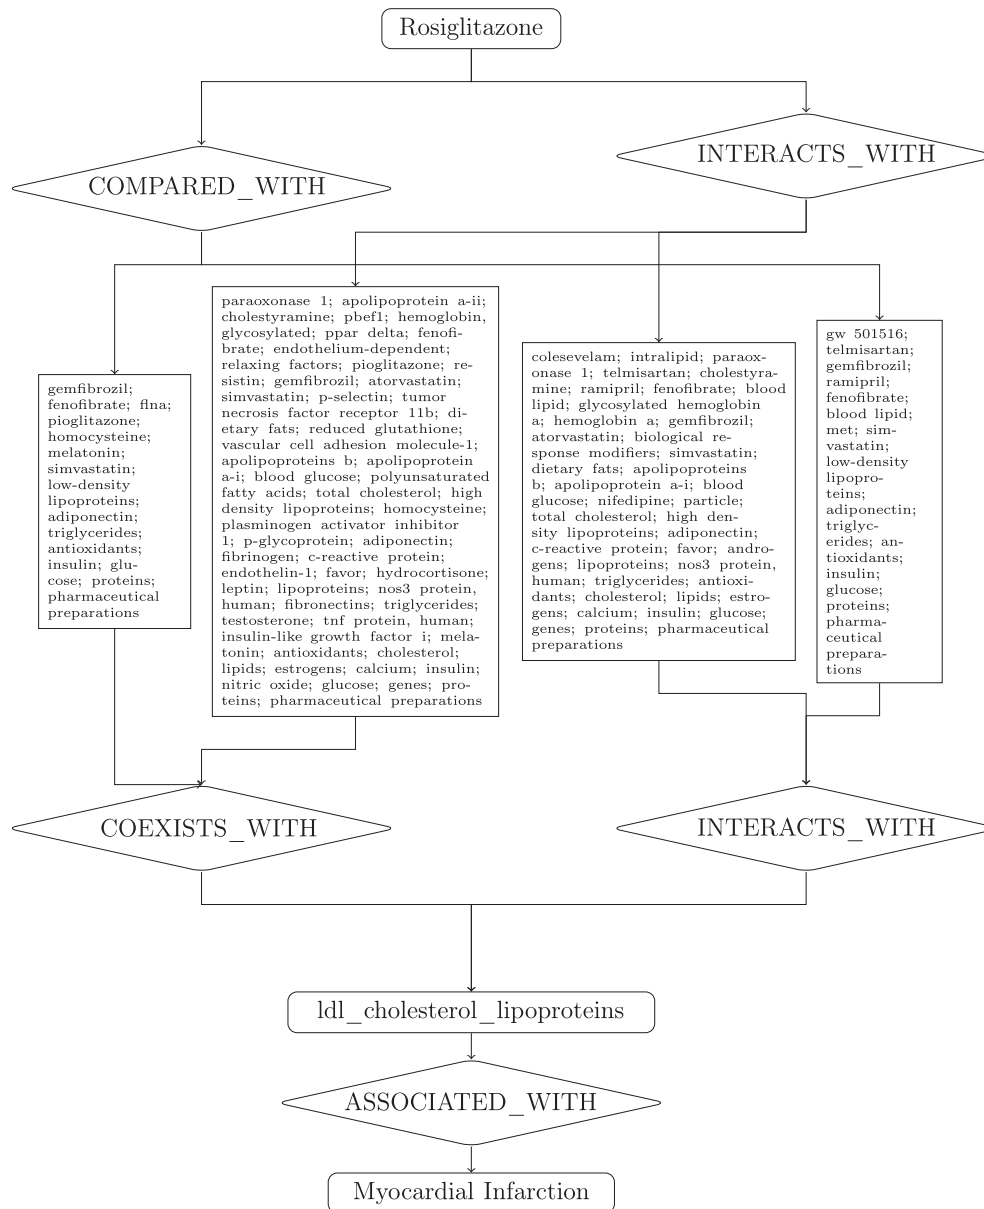 Rosiglitazone
INTERACTS_WITH
COMPARED_WITH
gemfibrozil;
fenofibrate; flna;
pioglitazone;
homocysteine;
melatonin;
simvastatin;
low-density
lipoproteins;
adiponectin;
triglycerides;
antioxidants;
insulin; glu-
cose; proteins;
pharmaceutical
preparations
paraoxonase 1; apolipoprotein a-ii;
cholestyramine; pbef1; hemoglobin,
glycosylated; ppar delta; fenofi-
brate; endothelium-dependent;
relaxing factors; pioglitazone; re-
sistin; gemfibrozil; atorvastatin;
simvastatin; p-selectin; tumor
necrosis factor receptor 11b; di-
etary fats; reduced glutathione;
vascular cell adhesion molecule-1;
apolipoproteins b; apolipoprotein
a-i; blood glucose; polyunsaturated
fatty acids; total cholesterol; high
density lipoproteins; homocysteine;
plasminogen activator inhibitor
1; p-glycoprotein; adiponectin;
fibrinogen; c-reactive protein;
endothelin-1; favor; hydrocortisone;
leptin; lipoproteins; nos3 protein,
human; fibronectins; triglycerides;
testosterone; tnf protein, human;
insulin-like growth factor i; mela-
tonin; antioxidants; cholesterol;
lipids; estrogens; calcium; insulin;
nitric oxide; glucose; genes; pro-
teins; pharmaceutical preparations
colesevelam; intralipid; paraox-
onase 1; telmisartan; cholestyra-
mine; ramipril; fenofibrate; blood
lipid; glycosylated hemoglobin
a; hemoglobin a; gemfibrozil;
atorvastatin; biological re-
sponse modifiers; simvastatin;
dietary fats; apolipoproteins
b; apolipoprotein a-i; blood
glucose; nifedipine; particle;
total cholesterol; high den-
sity lipoproteins; adiponectin;
c-reactive protein; favor; andro-
gens; lipoproteins; nos3 protein,
human; triglycerides; antioxi-
dants; cholesterol; lipids; estro-
gens; calcium; insulin; glucose;
genes; proteins; pharmaceutical
preparations
gw 501516;
telmisartan;
gemfibrozil;
ramipril;
fenofibrate;
blood lipid;
met; sim-
vastatin;
low-density
lipopro-
teins;
adiponectin;
triglyc-
erides; an-
tioxidants;
insulin;
glucose;
proteins;
pharma-
ceutical
prepara-
tions
COEXISTS_WITH
INTERACTS_WITH
ldl_cholesterol_lipoproteins
ASSOCIATED_WITH
Myocardial Infarction